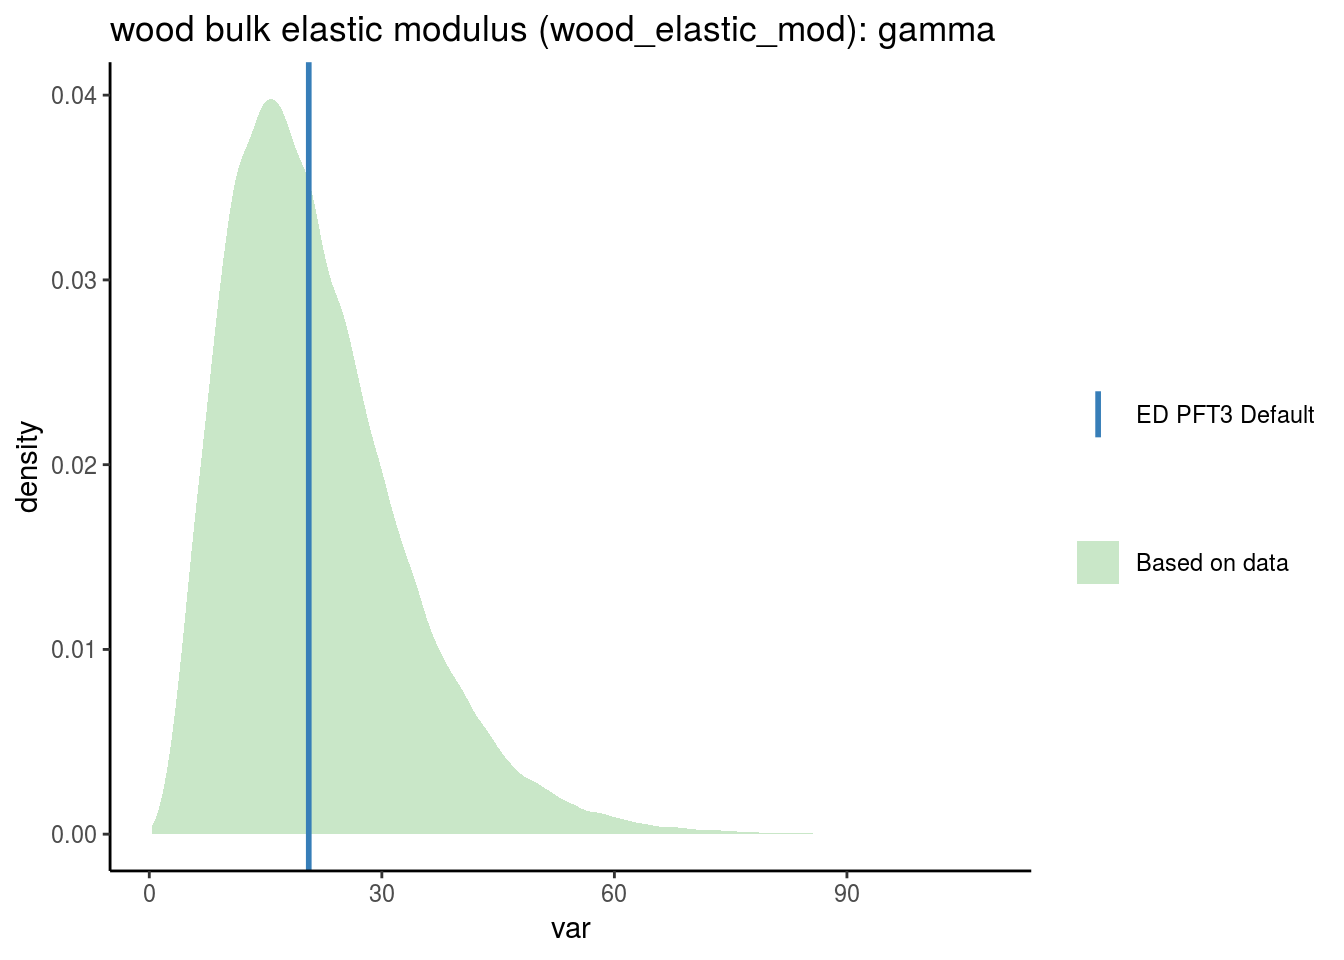 wood bulk elastic modulus (wood_elastic_mod): gamma
0.04
0.03
0.02
0.01
0.00
density
0 30 60 90
var
ED PFT3 Default
Based on data